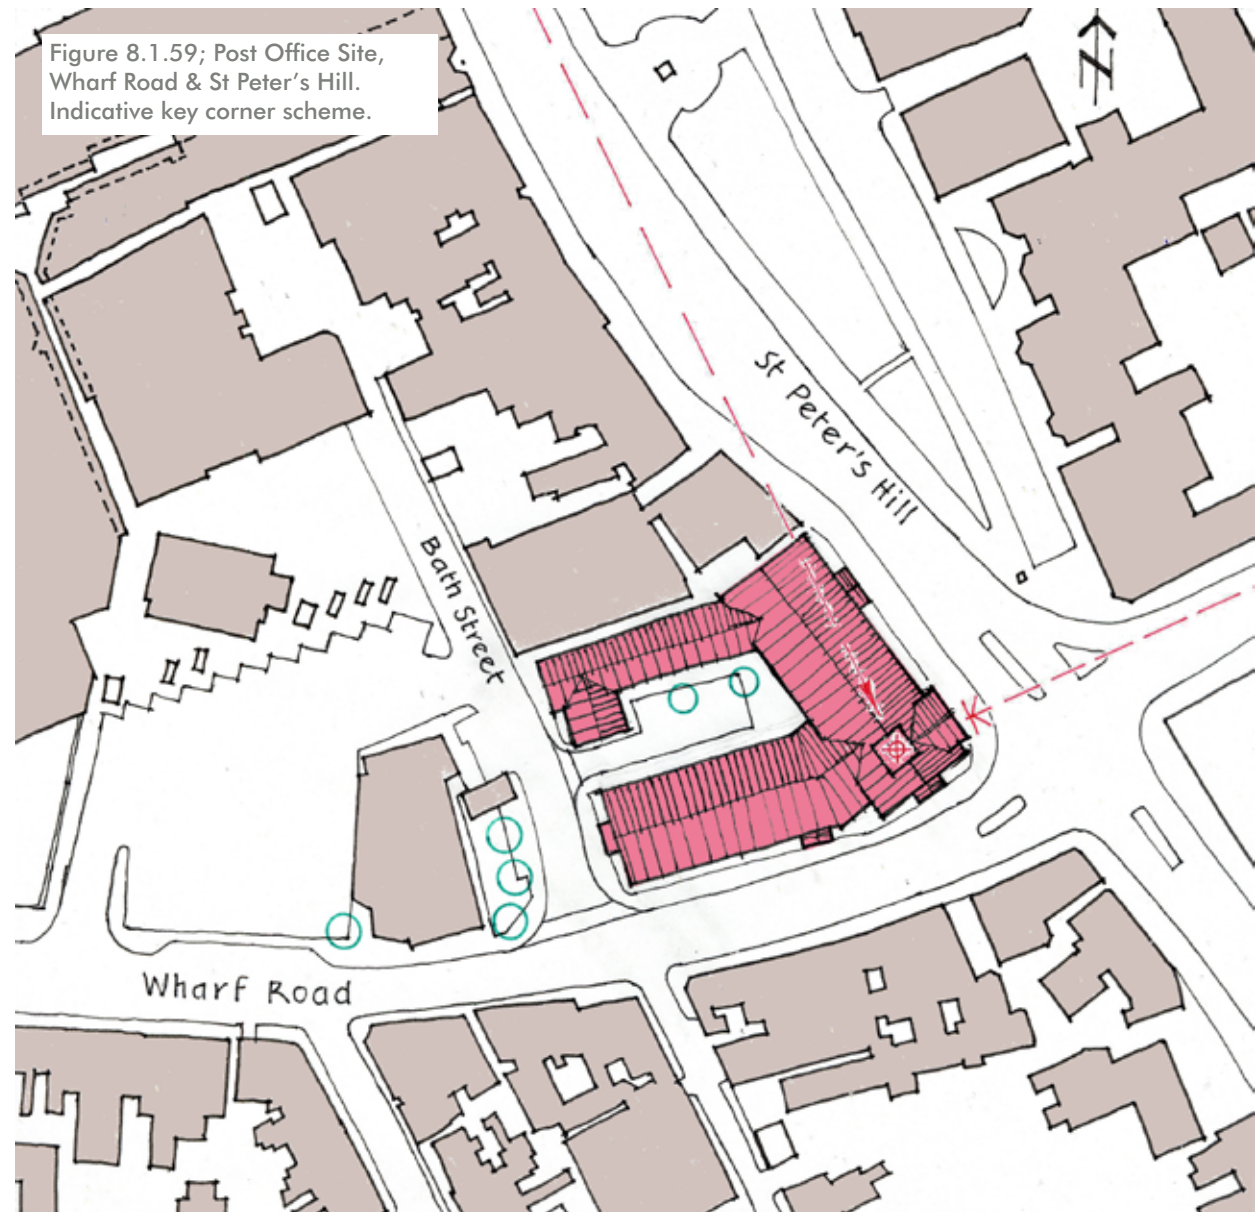 Figure 8.1.59; Post Office Site,
Wharf Road & St Peter's Hill.
Indicative key corner scheme.
N
St Peter's Hill
Bath Street
Wharf Road